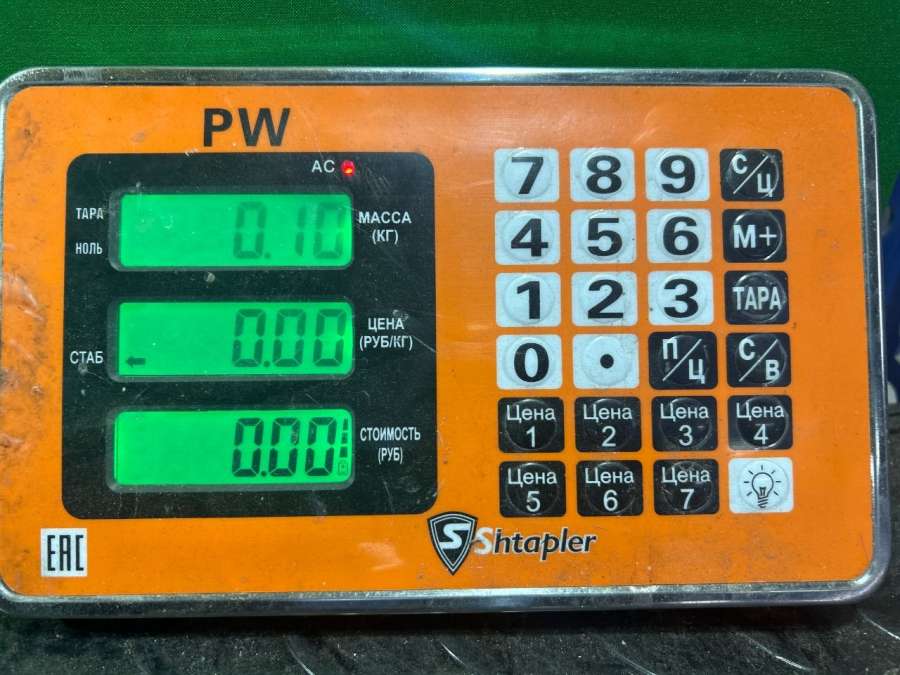 PW
AC
ТАРА
НОЛЬ
0.10
МАССА
(КГ)
СТАБ
0.00
ЦЕНА
(РУБ/КГ)
0.00
СТОИМОСТЬ
(РУБ)
7 8 9 С/Ц
4 5 6 М+
1 2 3 ТАРА
0 • П/Ц С/В
Цена 1 Цена 2 Цена 3 Цена 4
Цена 5 Цена 6 Цена 7
EAC
S Shtapler